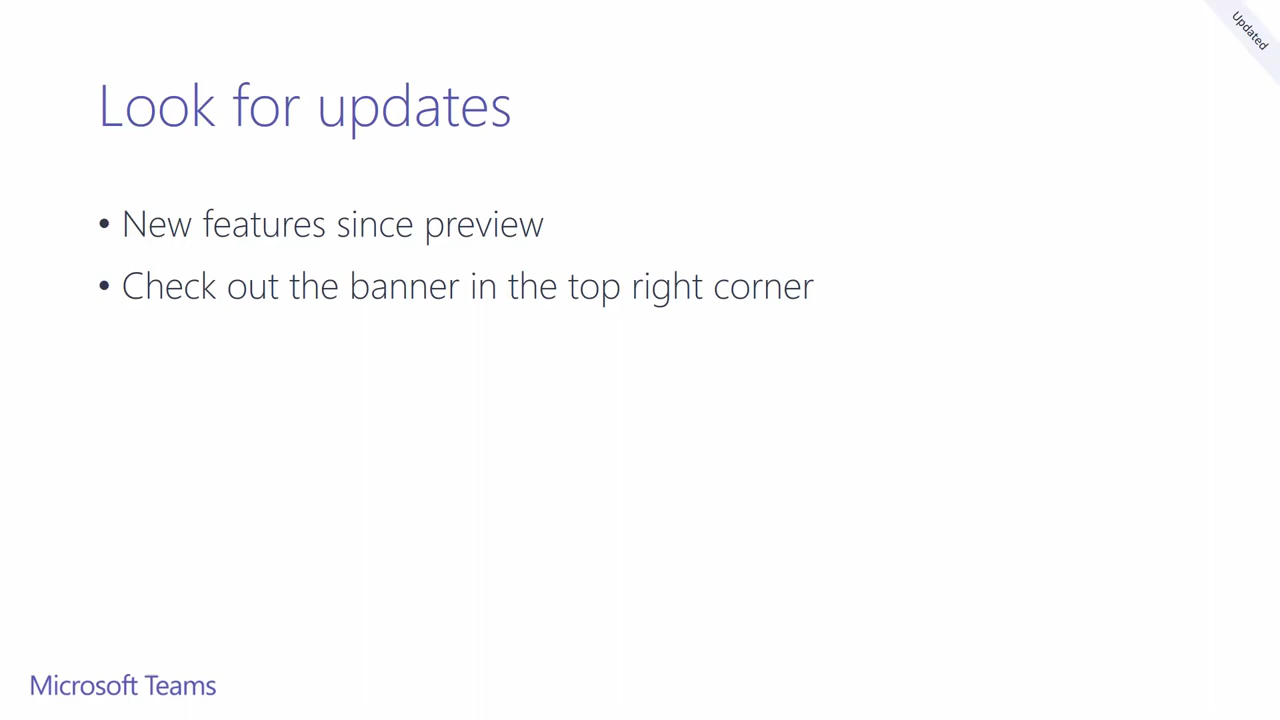 Updated
Look for updates
• New features since preview
• Check out the banner in the top right corner
Microsoft Teams